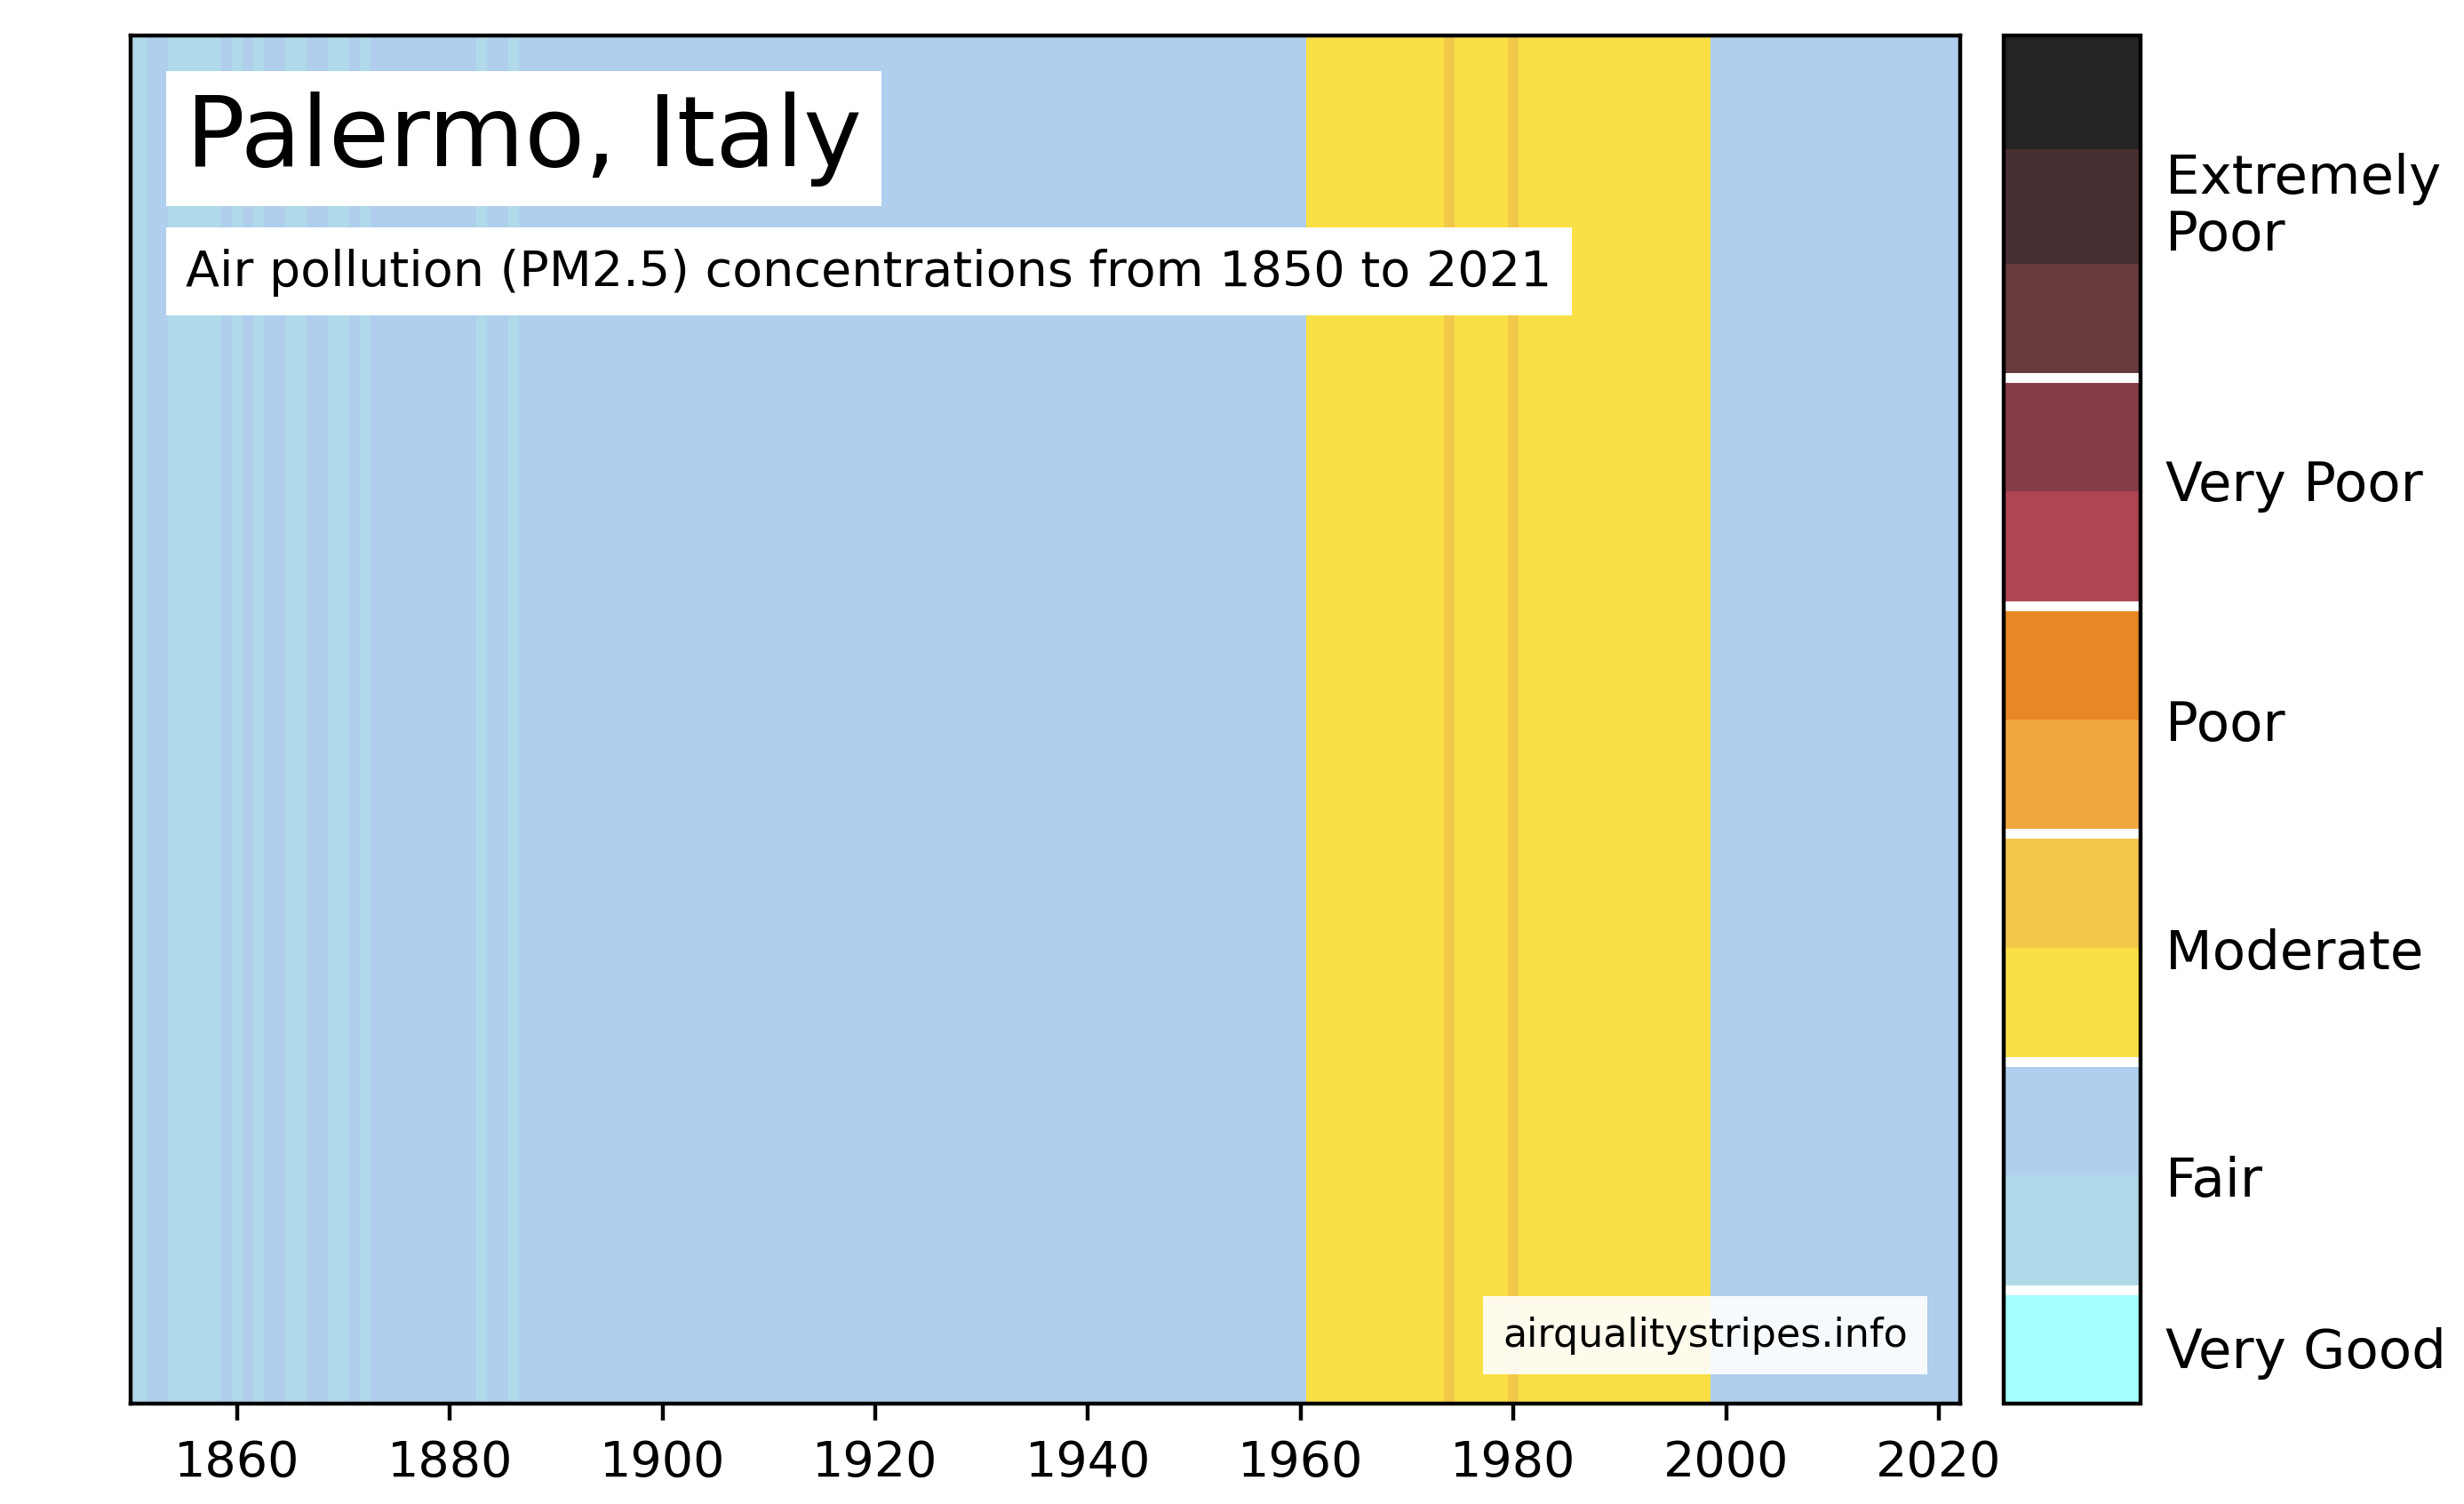 Palermo, Italy
Air pollution (PM2.5) concentrations from 1850 to 2021
Extremely
Poor
Very Poor
Poor
Moderate
Fair
Very Good
airqualitystripes.info
1860 1880 1900 1920 1940 1960 1980 2000 2020